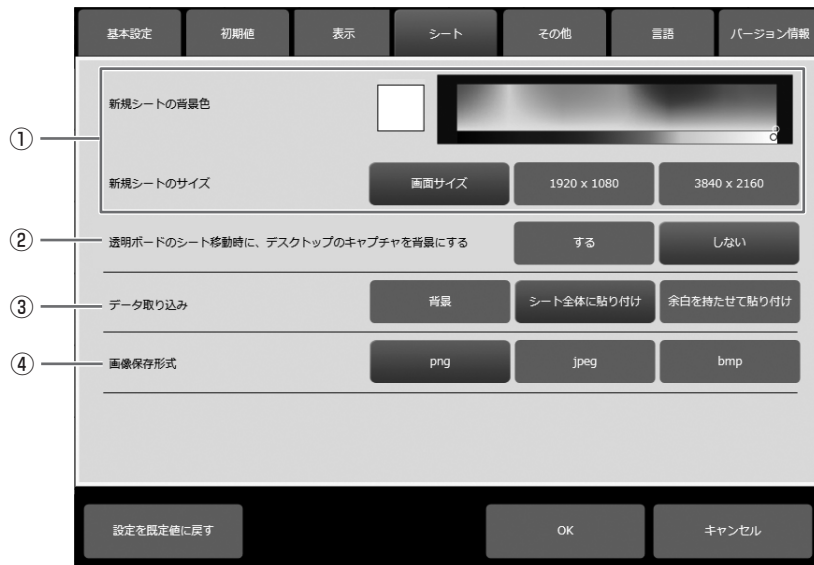 基本設定 初期値 表示 シート その他 言語 バージョン情報
① 新規シートの背景色
新規シートのサイズ 画面サイズ 1920 x 1080 3840 x 2160
② 透明ボードのシート移動時に、デスクトップのキャプチャを背景にする する しない
③ データ取り込み 背景 シート全体に貼り付け 余白を持たせて貼り付け
④ 画像保存形式 png jpeg bmp
設定を既定値に戻す OK キャンセル